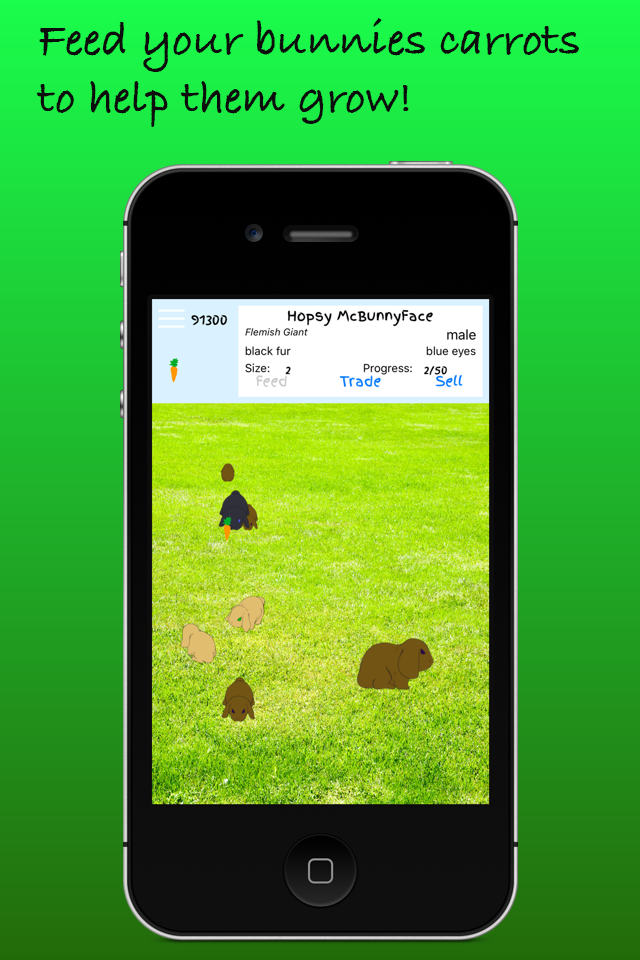 Feed your bunnies carrots
to help them grow!
91300
Hopsy McBunnyFace
Flemish Giant
male
black fur
blue eyes
Size: 2
Progress: 2/50
Feed
Trade
Sell